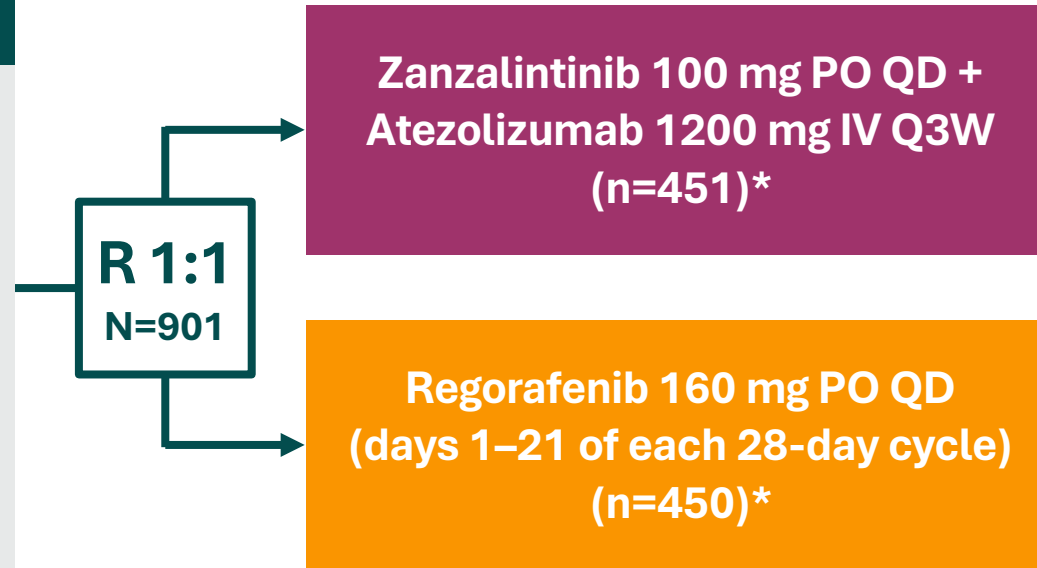 Zanzalintinib 100 mg PO QD +
Atezolizumab 1200 mg IV Q3W
(n=451)*
R 1:1
N=901
Regorafenib 160 mg PO QD
(days 1–21 of each 28-day cycle)
(n=450)*